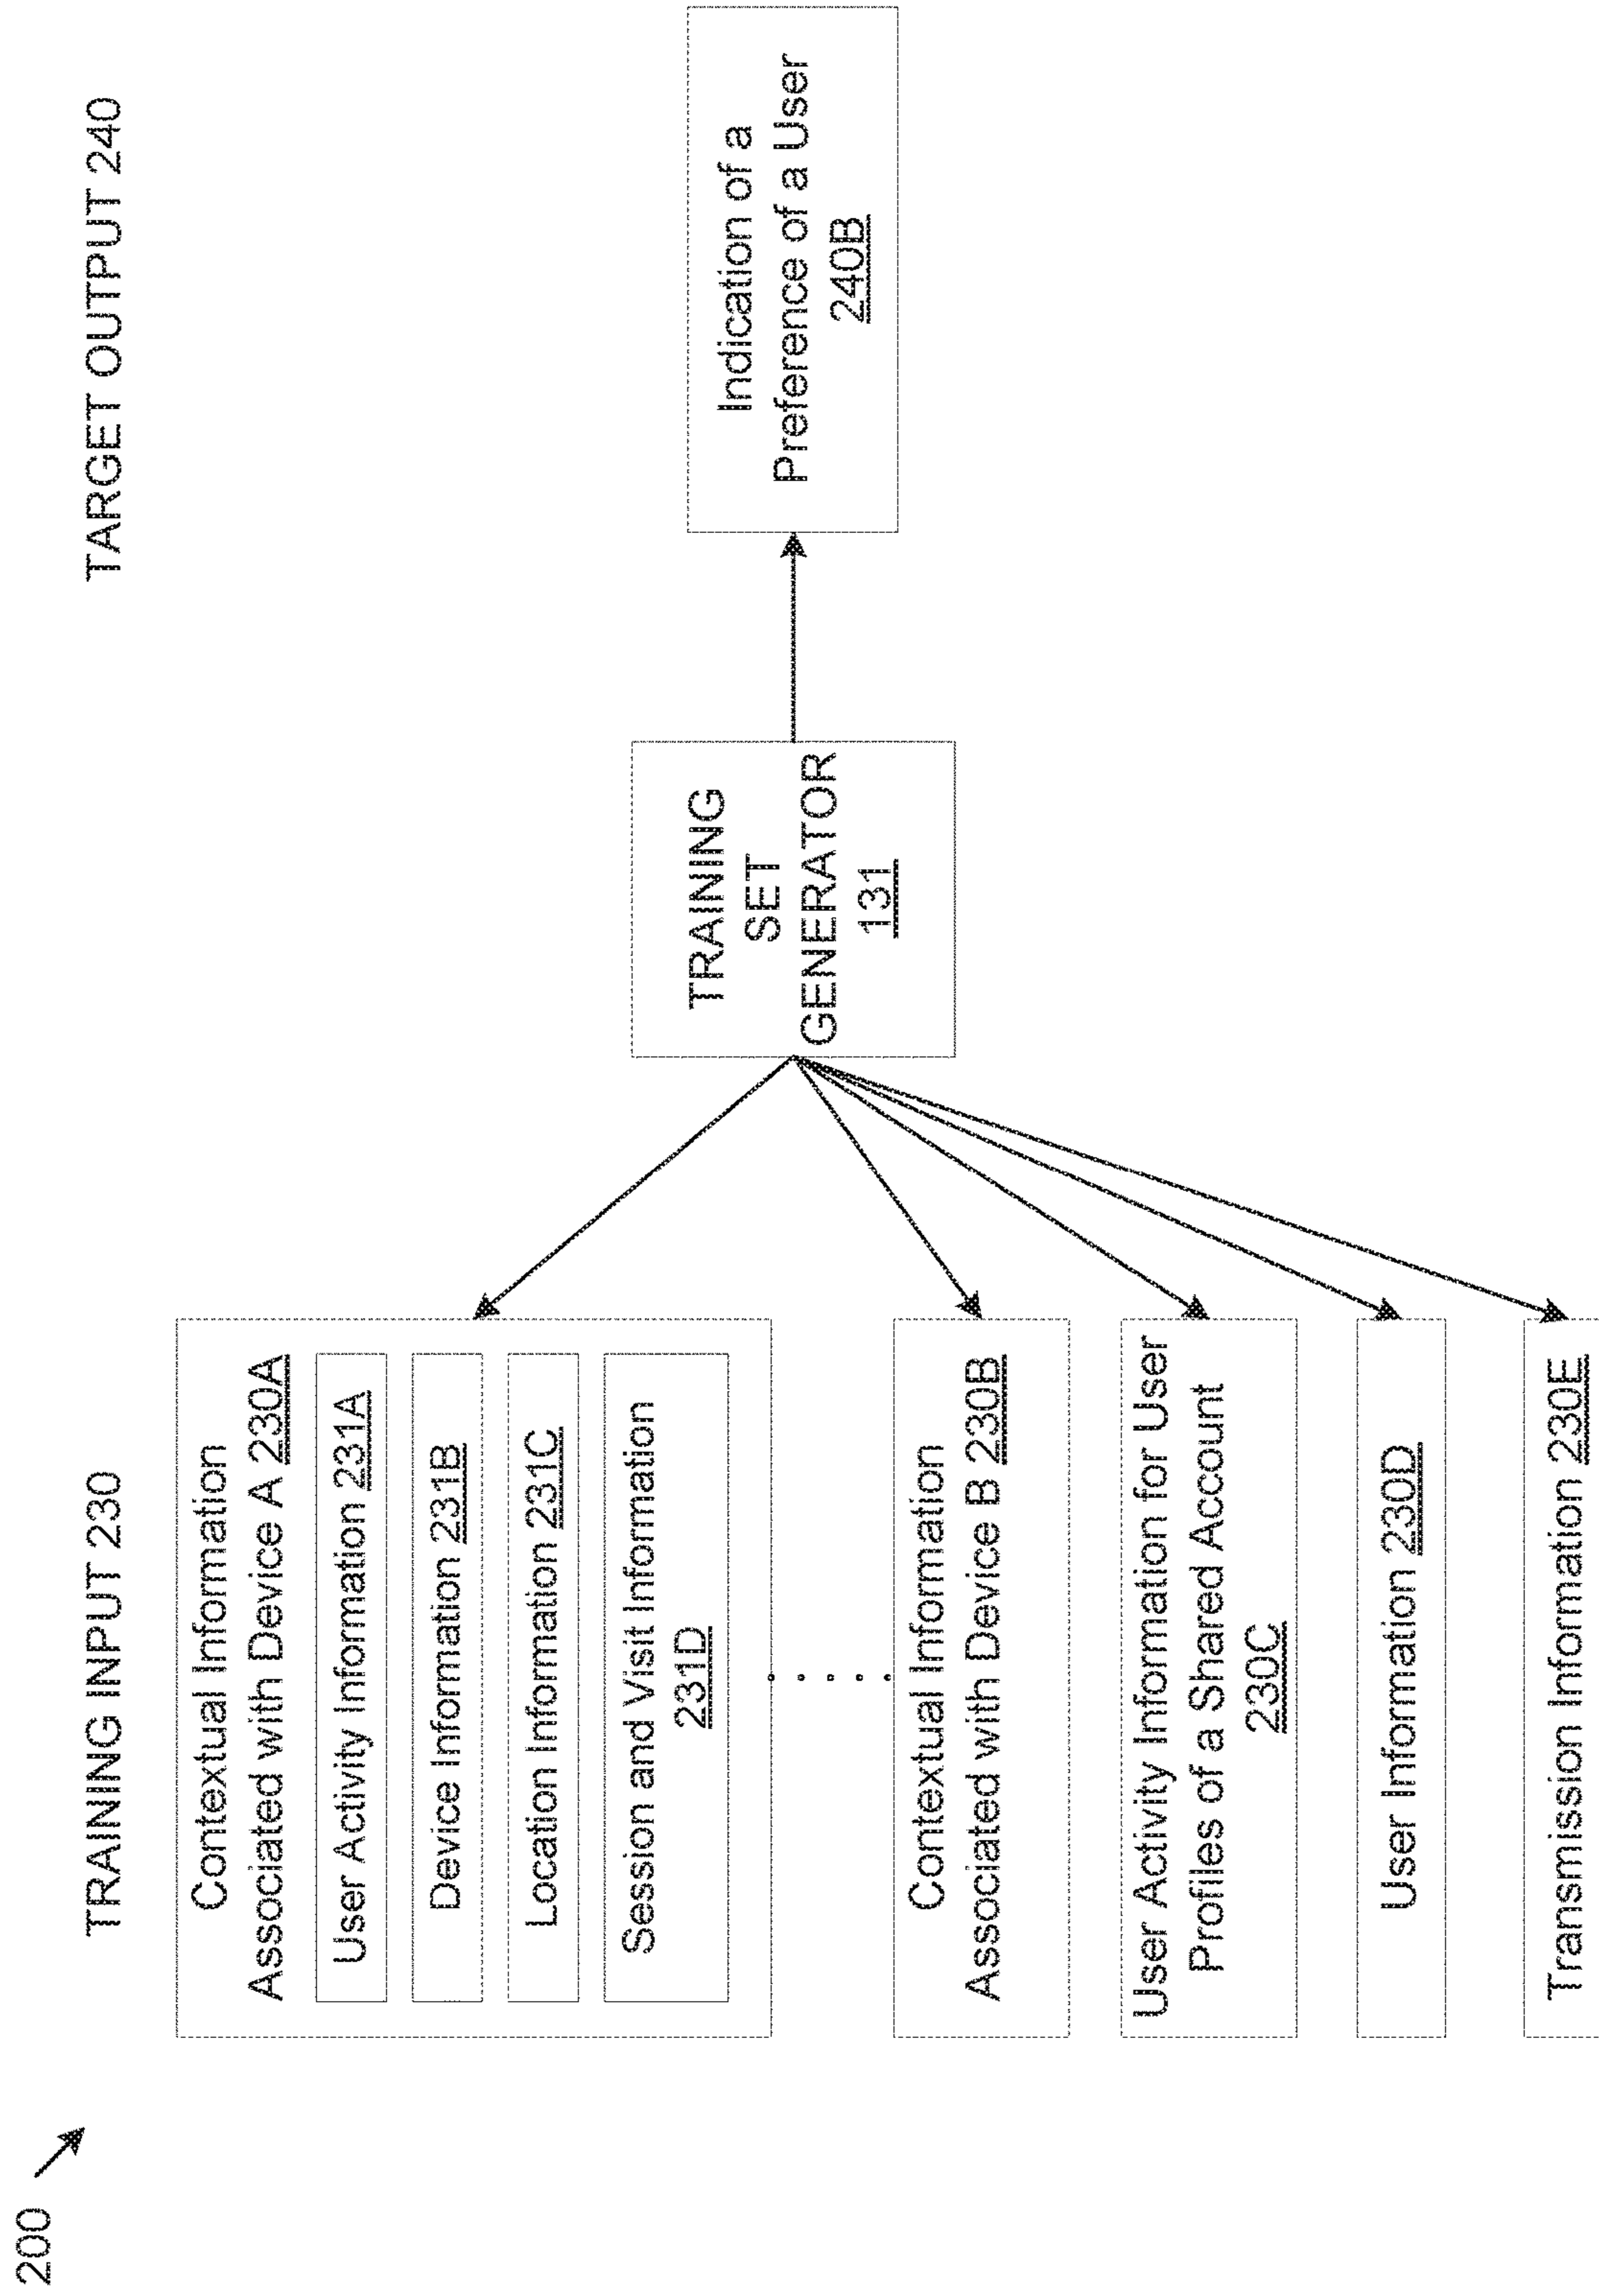 200
TRAINING INPUT 230
TARGET OUTPUT 240
Contextual Information
Associated with Device A 230A
User Activity Information 231A
Device Information 231B
Location Information 231C
Session and Visit Information
231D
Contextual Information
Associated with Device B 230B
User Activity Information for User
Profiles of a Shared Account
230C
User Information 230D
Transmission Information 230E
TRAINING
SET
GENERATOR
131
Indication of a
Preference of a User
240B